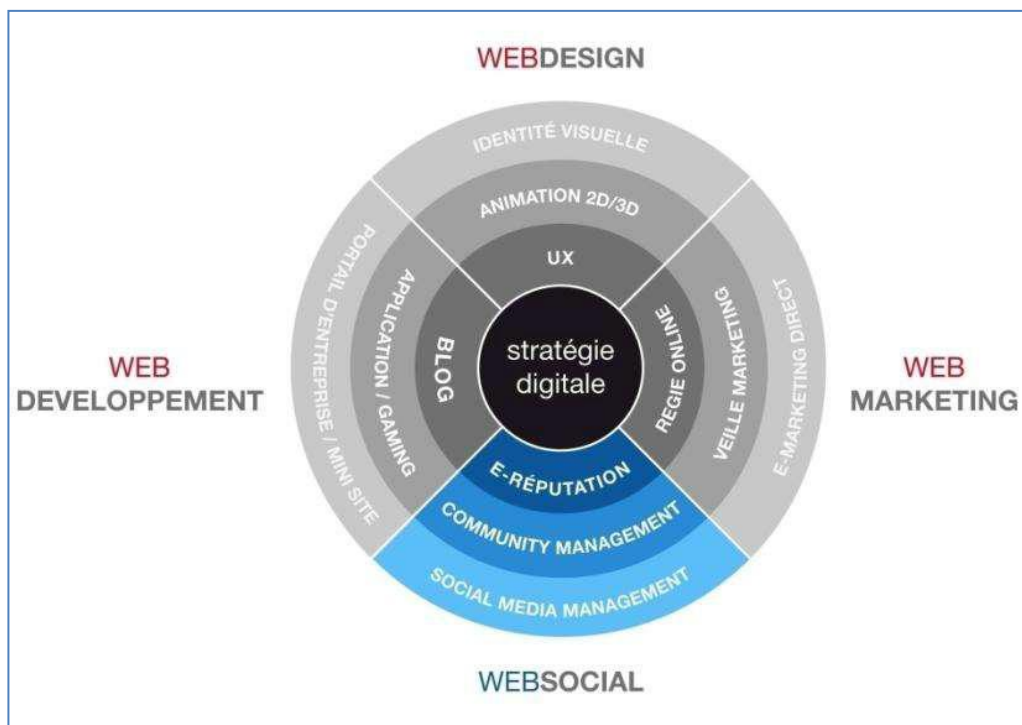 WEBDESIGN
IDENTITÉ VISUELLE
ANIMATION 2D/3D
UX
WEB
DEVELOPPEMENT
PORTAIL D'ENTREPRISE / MINI SITE
APPLICATION / GAMING
BLOG
stratégie
digitale
REGIE ONLINE
VEILLE MARKETING
E-MARKETING DIRECT
WEB
MARKETING
E-RÉPUTATION
COMMUNITY MANAGEMENT
SOCIAL MEDIA MANAGEMENT
WEBSOCIAL